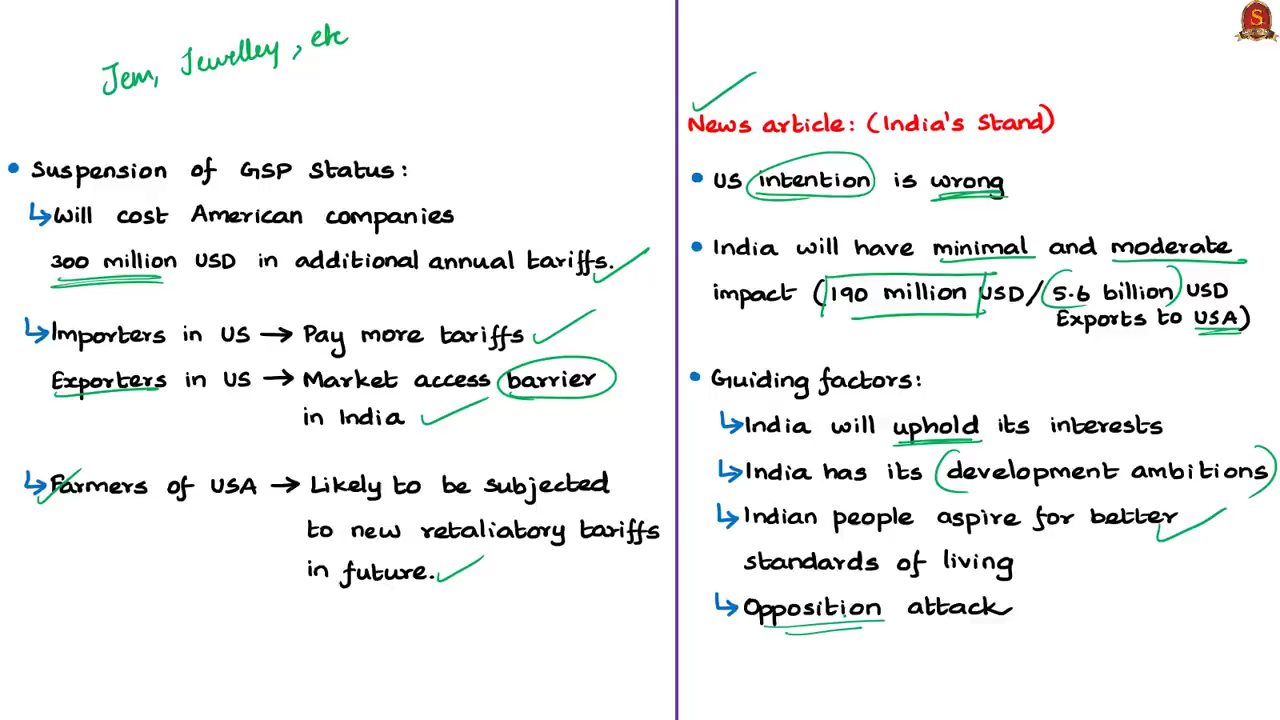 Jem, Jewelley, etc
• Suspension of GSP Status:
↳Will cost American companies
300 million USD in additional annual tariffs.
↳Importers in US → Pay more tariffs
Exporters in US → Market access barrier
in India
↳Farmers of USA → Likely to be subjected
to new retaliatory tariffs
in future.
News article: (India's Stand)
• US intention is wrong
• India will have minimal and moderate
impact (190 million USD/5.6 billion USD
Exports to USA)
• Guiding factors:
↳India will uphold its interests
↳India has its development ambitions
↳Indian people aspire for better
standards of living
↳Opposition attack
S